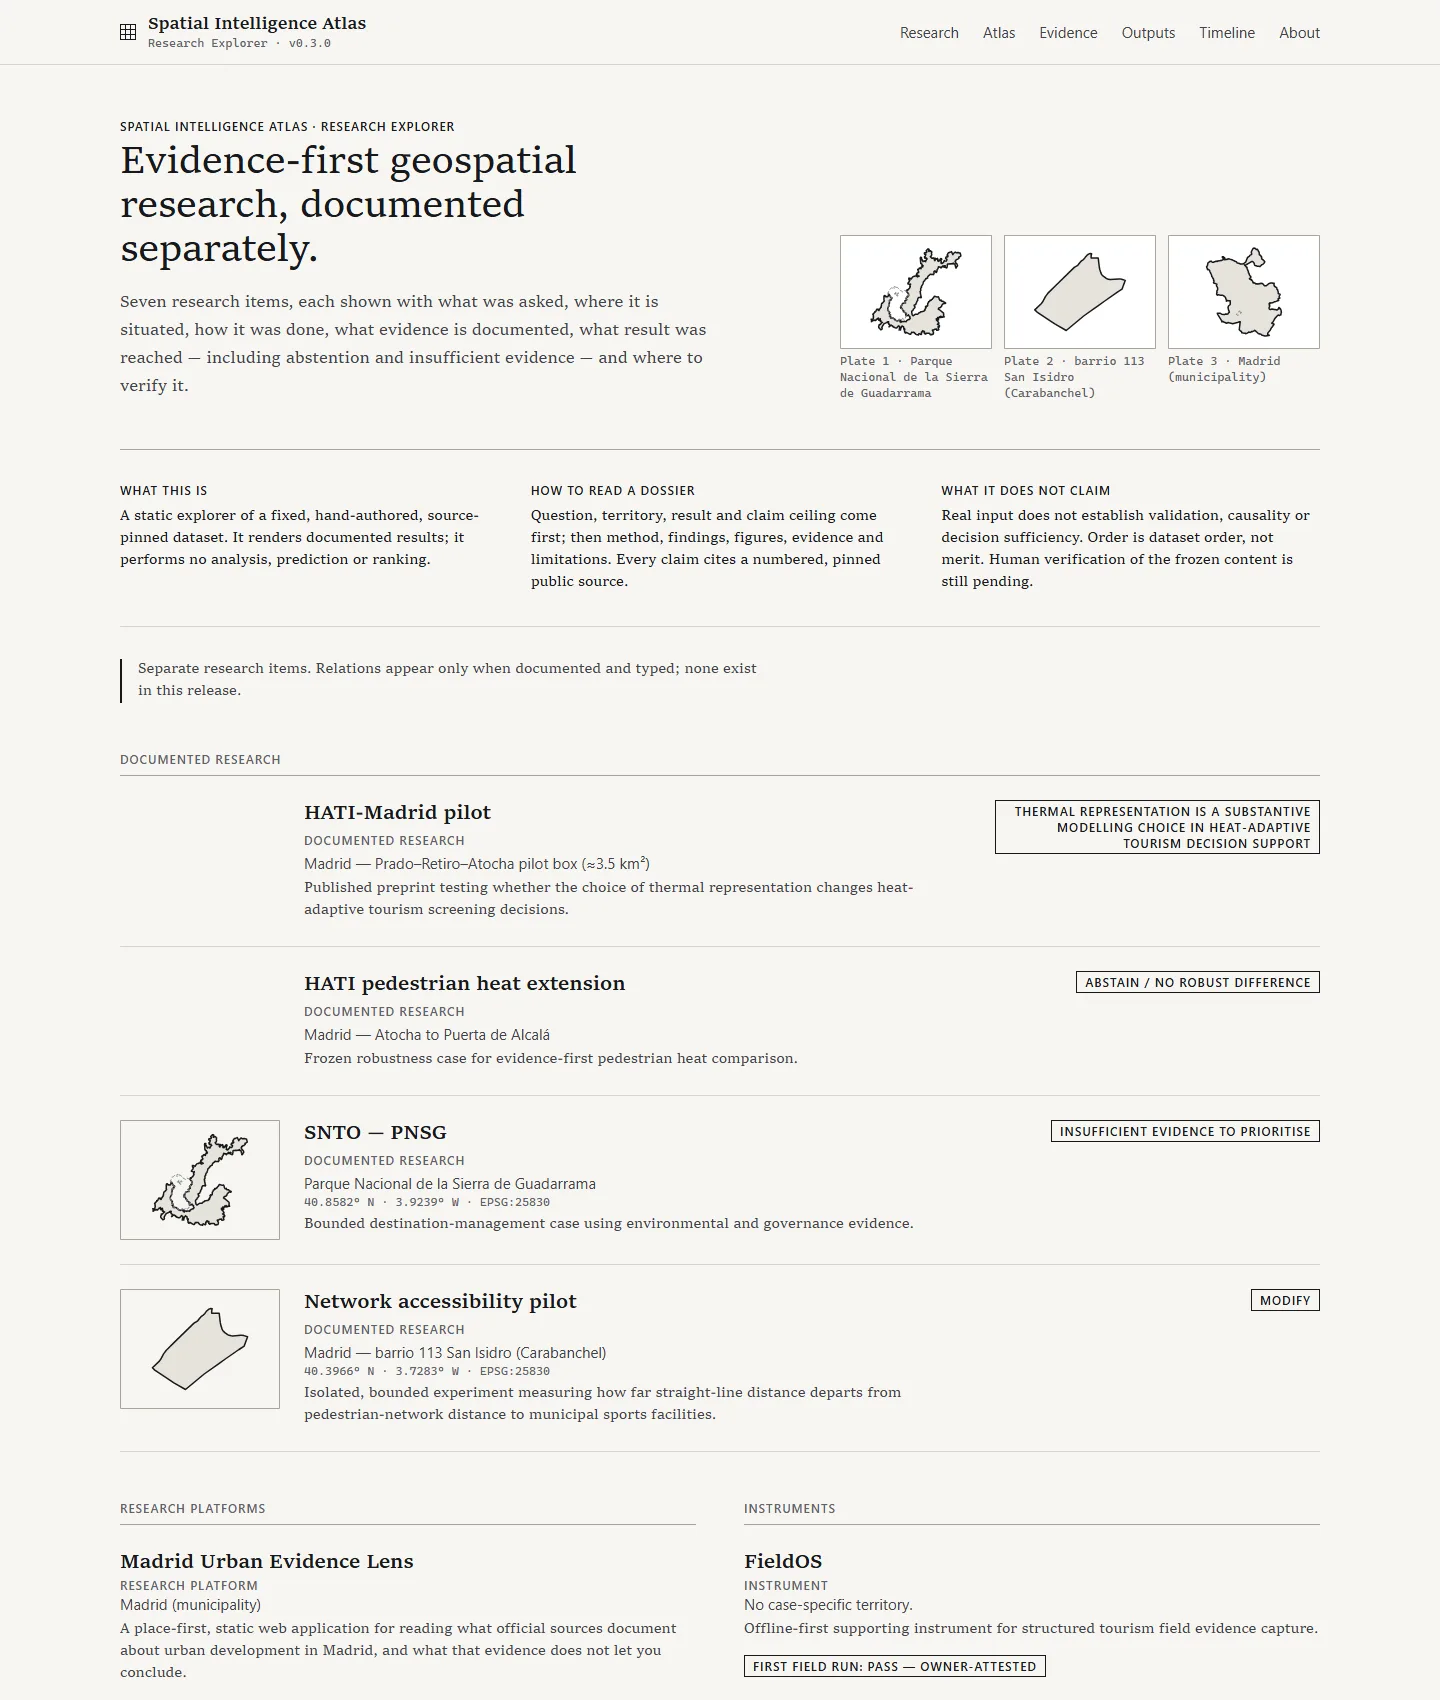 Spatial Intelligence Atlas
Research Explorer · v0.3.0
Research Atlas Evidence Outputs Timeline About
SPATIAL INTELLIGENCE ATLAS · RESEARCH EXPLORER
Evidence-first geospatial
research, documented
separately.
Seven research items, each shown with what was asked, where it is
situated, how it was done, what evidence is documented, what result was
reached — including abstention and insufficient evidence — and where to
verify it.
Plate 1 · Parque
Nacional de la Sierra
de Guadarrama
Plate 2 · barrio 113
San Isidro
(Carabanchel)
Plate 3 · Madrid
(municipality)
WHAT THIS IS
A static explorer of a fixed, hand-authored, source-
pinned dataset. It renders documented results; it
performs no analysis, prediction or ranking.
HOW TO READ A DOSSIER
Question, territory, result and claim ceiling come
first; then method, findings, figures, evidence and
limitations. Every claim cites a numbered, pinned
public source.
WHAT IT DOES NOT CLAIM
Real input does not establish validation, causality or
decision sufficiency. Order is dataset order, not
merit. Human verification of the frozen content is
still pending.
Separate research items. Relations appear only when documented and typed; none exist
in this release.
DOCUMENTED RESEARCH
HATI-Madrid pilot
DOCUMENTED RESEARCH
Madrid — Prado–Retiro–Atocha pilot box (≈3.5 km²)
Published preprint testing whether the choice of thermal representation changes heat-
adaptive tourism screening decisions.
THERMAL REPRESENTATION IS A SUBSTANTIVE
MODELLING CHOICE IN HEAT-ADAPTIVE
TOURISM DECISION SUPPORT
HATI pedestrian heat extension
DOCUMENTED RESEARCH
Madrid — Atocha to Puerta de Alcalá
Frozen robustness case for evidence-first pedestrian heat comparison.
ABSTAIN / NO ROBUST DIFFERENCE
SNTO — PNSG
DOCUMENTED RESEARCH
Parque Nacional de la Sierra de Guadarrama
40.8582° N · 3.9239° W · EPSG:25830
Bounded destination-management case using environmental and governance evidence.
INSUFFICIENT EVIDENCE TO PRIORITISE
Network accessibility pilot
DOCUMENTED RESEARCH
Madrid — barrio 113 San Isidro (Carabanchel)
40.3966° N · 3.7283° W · EPSG:25830
Isolated, bounded experiment measuring how far straight-line distance departs from
pedestrian-network distance to municipal sports facilities.
MODIFY
RESEARCH PLATFORMS
Madrid Urban Evidence Lens
RESEARCH PLATFORM
Madrid (municipality)
A place-first, static web application for reading what official sources document
about urban development in Madrid, and what that evidence does not let you
conclude.
INSTRUMENTS
FieldOS
INSTRUMENT
No case-specific territory.
Offline-first supporting instrument for structured tourism field evidence capture.
FIRST FIELD RUN: PASS — OWNER-ATTESTED